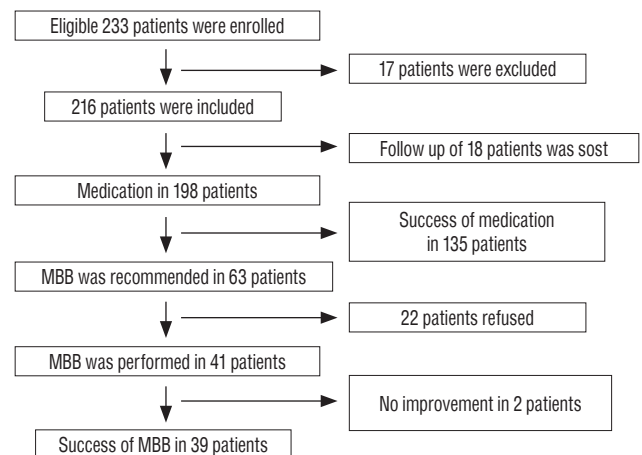 Eligible 233 patients were enrolled
17 patients were excluded
216 patients were included
Follow up of 18 patients was sost
Medication in 198 patients
Success of medication
in 135 patients
MBB was recommended in 63 patients
22 patients refused
MBB was performed in 41 patients
No improvement in 2 patients
Success of MBB in 39 patients